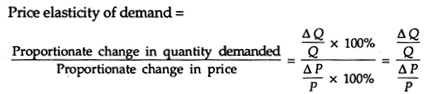 Price elasticity of demand =
Proportionate change in quantity demanded / Proportionate change in price = (ΔQ/Q × 100%) / (ΔP/P × 100%) = (ΔQ/Q) / (ΔP/P)